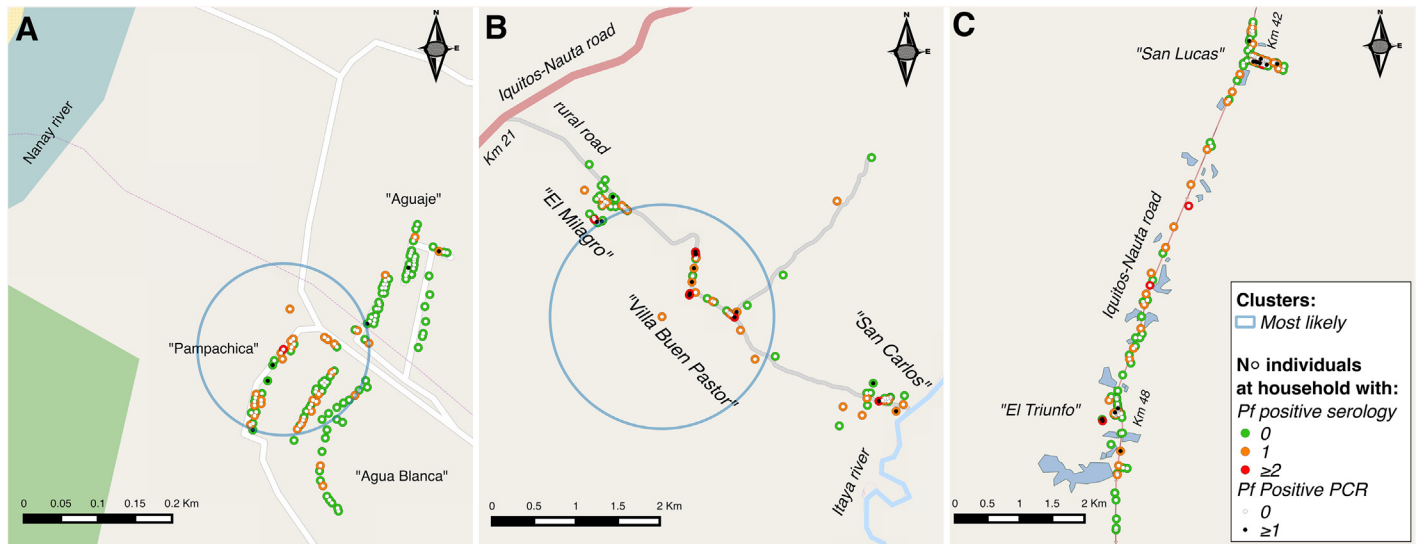 A
N
E
Nanay river
"Aguaje"
"Pampachica"
"Agua Blanca"
0 0.05 0.1 0.15 0.2 Km
B
N
E
Iquitos-Nauta road
rural road
Km 21
"El Milagro"
"Villa Buen Pastor"
"San Carlos"
Itaya river
0 0.5 1 1.5 2 Km
C
N
E
Km 42
"San Lucas"
Iquitos-Nauta road
"El Triunfo"
Km 48
0 0.5 1 1.5 2 Km
Clusters:
Most likely
No individuals
at household with:
Pf positive serology
0
1
≥2
Pf Positive PCR
0
≥1